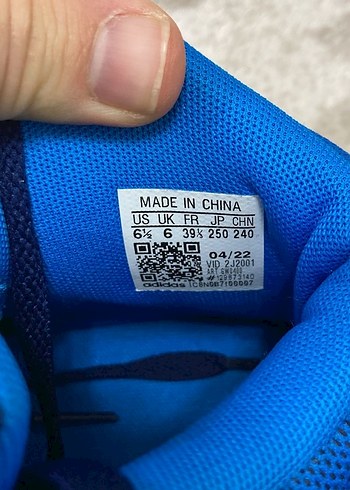 MADE IN CHINA
US UK FR JP CHN
6½ 6 39⅓ 250 240
04/22
VID 2J2001
adidas